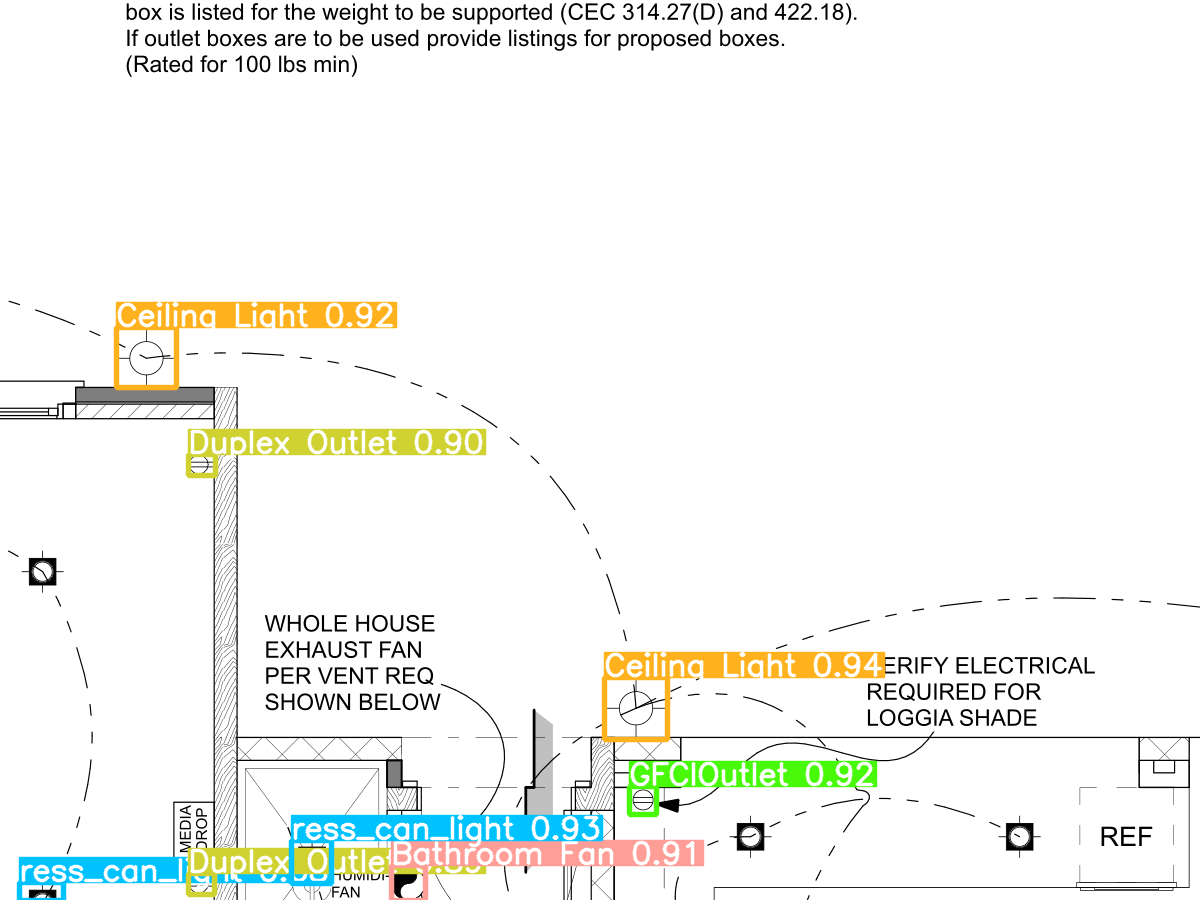 box is listed for the weight to be supported (CEC 314.27(D) and 422.18).
If outlet boxes are to be used provide listings for proposed boxes.
(Rated for 100 lbs min)
Ceiling Light 0.92
Duplex Outlet 0.90
WHOLE HOUSE
EXHAUST FAN
PER VENT REQ
SHOWN BELOW
Ceiling Light 0.94
ERIFY ELECTRICAL
REQUIRED FOR
LOGGIA SHADE
GFCIOutlet 0.92
MEDIA
DROP
ress_can_light 0.93
REF
Bathroom Fan 0.91
Duplex Outlet
ress_can_li
FAN